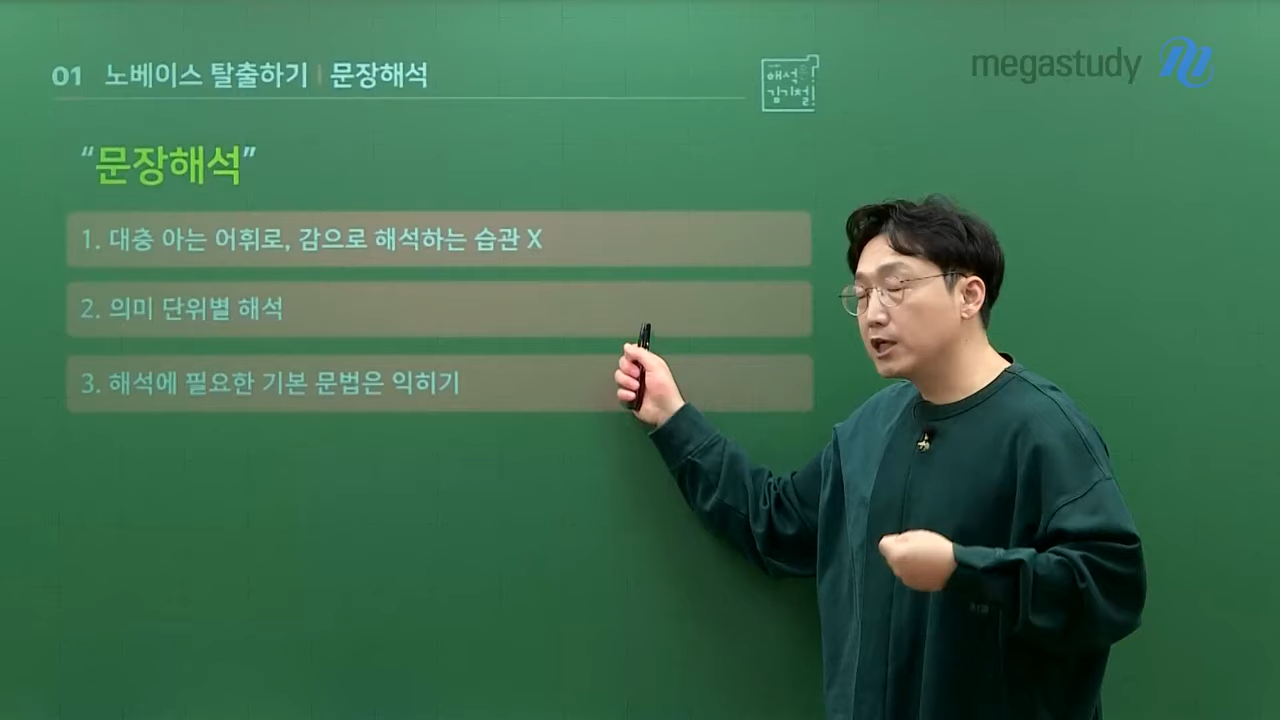 01 노베이스 탈출하기 | 문장해석
해석은?
김기철!
megastudy
“문장해석”
1. 대충 아는 어휘로, 감으로 해석하는 습관 X
2. 의미 단위별 해석
3. 해석에 필요한 기본 문법은 익히기